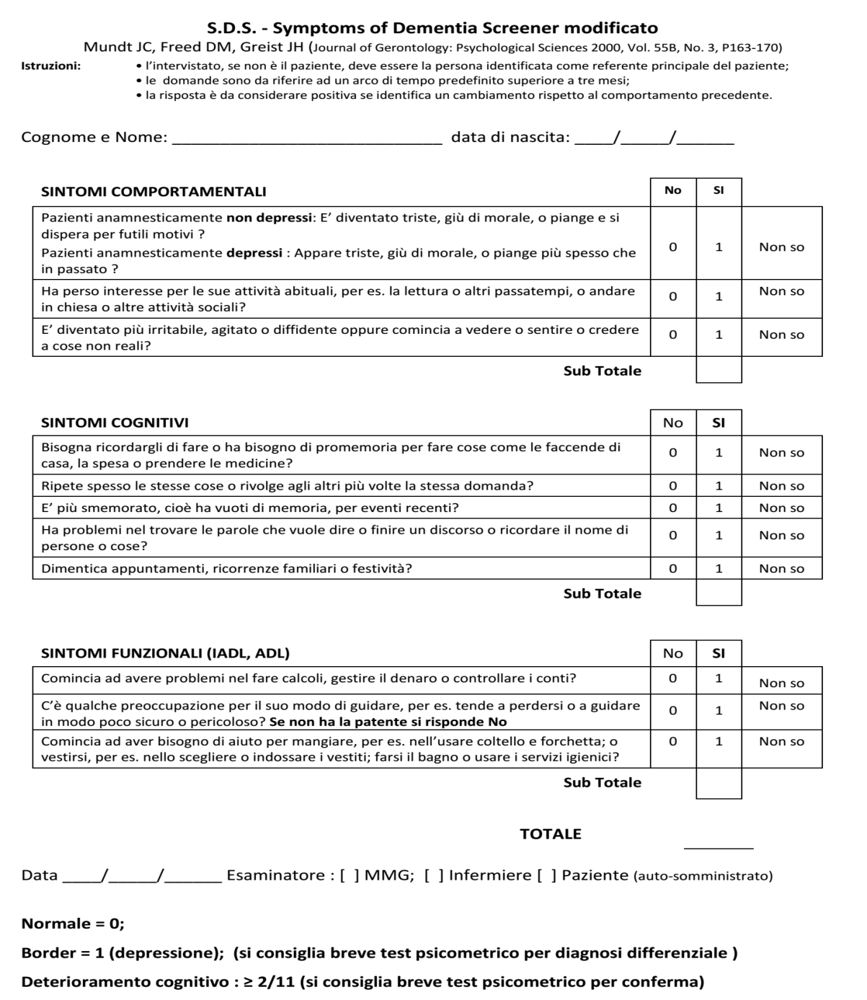 S.D.S. - Symptoms of Dementia Screener modificato
Mundt JC, Freed DM, Greist JH (Journal of Gerontology: Psychological Sciences 2000, Vol. 55B, No. 3, P163-170)
Istruzioni: • l'intervistato, se non è il paziente, deve essere la persona identificata come referente principale del paziente;
• le domande sono da riferire ad un arco di tempo predefinito superiore a tre mesi;
• la risposta è da considerare positiva se identifica un cambiamento rispetto al comportamento precedente.
Cognome e Nome: ____________________________ data di nascita: ____/_____/______
SINTOMI COMPORTAMENTALI No SI
Pazienti anamnesticamente non depressi: E' diventato triste, giù di morale, o piange e si
dispera per futili motivi ?
Pazienti anamnesticamente depressi : Appare triste, giù di morale, o piange più spesso che
in passato ?
0 1 Non so
Ha perso interesse per le sue attività abituali, per es. la lettura o altri passatempi, o andare
in chiesa o altre attività sociali?
0 1 Non so
E' diventato più irritabile, agitato o diffidente oppure comincia a vedere o sentire o credere
a cose non reali?
0 1 Non so
Sub Totale
SINTOMI COGNITIVI No SI
Bisogna ricordargli di fare o ha bisogno di promemoria per fare cose come le faccende di
casa, la spesa o prendere le medicine?
0 1 Non so
Ripete spesso le stesse cose o rivolge agli altri più volte la stessa domanda? 0 1 Non so
E' più smemorato, cioè ha vuoti di memoria, per eventi recenti? 0 1 Non so
Ha problemi nel trovare le parole che vuole dire o finire un discorso o ricordare il nome di
persone o cose?
0 1 Non so
Dimentica appuntamenti, ricorrenze familiari o festività? 0 1 Non so
Sub Totale
SINTOMI FUNZIONALI (IADL, ADL) No SI
Comincia ad avere problemi nel fare calcoli, gestire il denaro o controllare i conti? 0 1 Non so
C'è qualche preoccupazione per il suo modo di guidare, per es. tende a perdersi o a guidare
in modo poco sicuro o pericoloso? Se non ha la patente si risponde No
0 1 Non so
Comincia ad aver bisogno di aiuto per mangiare, per es. nell'usare coltello e forchetta; o
vestirsi, per es. nello scegliere o indossare i vestiti; farsi il bagno o usare i servizi igienici?
0 1 Non so
Sub Totale
TOTALE ________
Data ____/_____/______ Esaminatore : [ ] MMG; [ ] Infermiere [ ] Paziente (auto-somministrato)
Normale = 0;
Border = 1 (depressione); (si consiglia breve test psicometrico per diagnosi differenziale )
Deterioramento cognitivo : ≥ 2/11 (si consiglia breve test psicometrico per conferma)